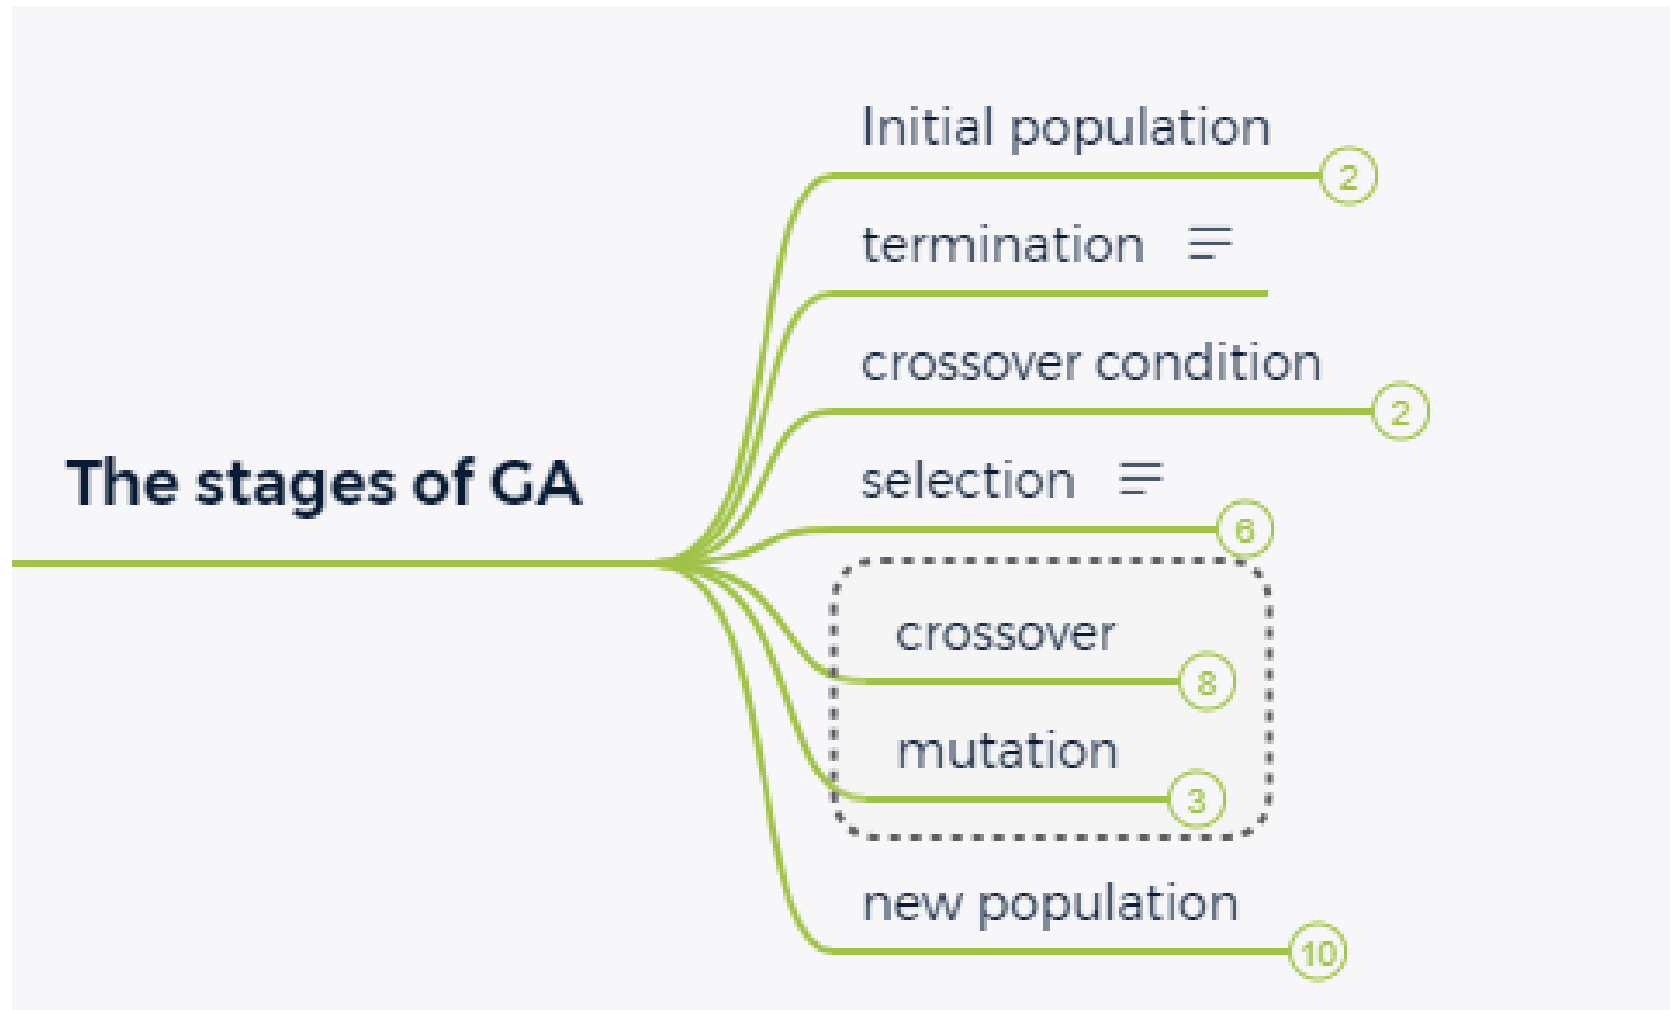 Initial population
2
termination
crossover condition
2
The stages of GA
selection
6
crossover
8
mutation
3
new population
10